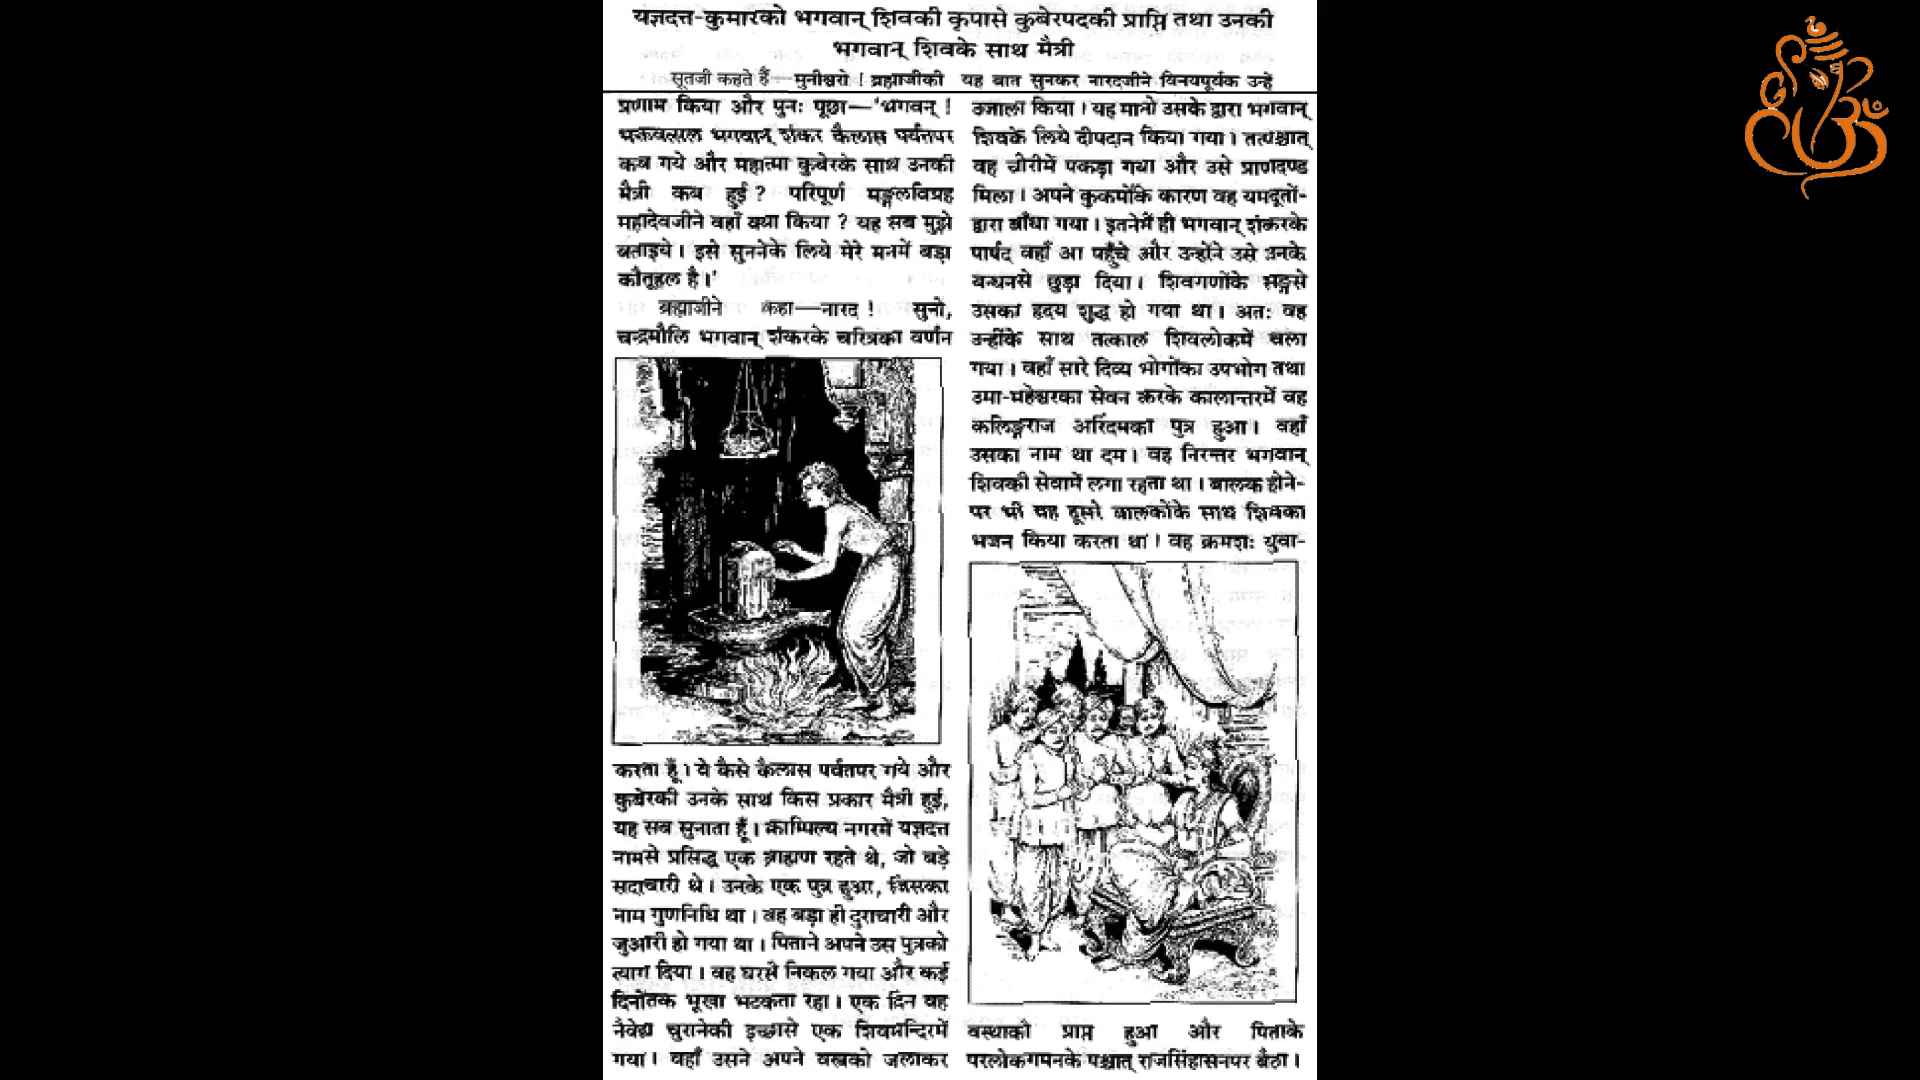 यज्ञदत्त-कुमारको भगवान् शिवकी कृपासे कुबेरपदकी प्राप्ति तथा उनकी
भगवान् शिवके साथ मैत्री
सूतजी कहते हैं—मुनीश्वरो ! ब्रह्माजीकी यह बात सुनकर नारदजीने विनयपूर्वक उन्हें
प्रणाम किया और पुनः पूछा—'भगवन् !
भक्तवत्सल भगवान् शंकर कैलास पर्वतपर
कब गये और महात्मा कुबेरके साथ उनकी
मैत्री कब हुई ? परिपूर्ण मङ्गलविग्रह
महादेवजीने वहाँ क्या किया ? यह सब मुझे
बताइये । इसे सुननेके लिये मेरे मनमें बड़ा
कौतूहल है ।'
ब्रह्माजीने कहा—नारद ! सुनो,
चन्द्रमौलि भगवान् शंकरके चरित्रका वर्णन
करता हूँ । वे कैसे कैलास पर्वतपर गये और
कुबेरकी उनके साथ किस प्रकार मैत्री हुई,
यह सब सुनाता हूँ । काम्पिल्य नगरमें यज्ञदत्त
नामसे प्रसिद्ध एक ब्राह्मण रहते थे, जो बड़े
सदाचारी थे । उनके एक पुत्र हुआ, जिसका
नाम गुणनिधि था । वह बड़ा ही दुराचारी और
जुआरी हो गया था । पिताने अपने उस पुत्रको
त्याग दिया । वह घरसे निकल गया और कई
दिनोंतक भूखा भटकता रहा । एक दिन वह
नैवेद्य चुरानेकी इच्छासे एक शिवमन्दिरमें
गया । वहाँ उसने अपने वस्त्रको जलाकर
उजाला किया । यह मानो उसके द्वारा भगवान्
शिवके लिये दीपदान किया गया । तत्पश्चात्
वह चोरीमें पकड़ा गया और उसे प्राणदण्ड
मिला । अपने कुकर्मोंके कारण वह यमदूतों-
द्वारा बाँधा गया । इतनेमें ही भगवान् शंकरके
पार्षद वहाँ आ पहुँचे और उन्होंने उसे उनके
बन्धनसे छुड़ा दिया । शिवगणोंके सङ्गसे
उसका हृदय शुद्ध हो गया था । अतः वह
उन्हींके साथ तत्काल शिवलोकमें चला
गया । वहाँ सारे दिव्य भोगोंका उपभोग तथा
उमा-महेश्वरका सेवन करके कालान्तरमें वह
कलिङ्गराज अरिंदमका पुत्र हुआ । वहाँ
उसका नाम था दम । वह निरन्तर भगवान्
शिवकी सेवामें लगा रहता था । बालक होने-
पर भी वह दूसरे बालकोंके साथ शिवका
भजन किया करता था । वह क्रमशः युवा-
वस्थाको प्राप्त हुआ और पिताके
परलोकगमनके पश्चात् राजसिंहासनपर बैठा ।